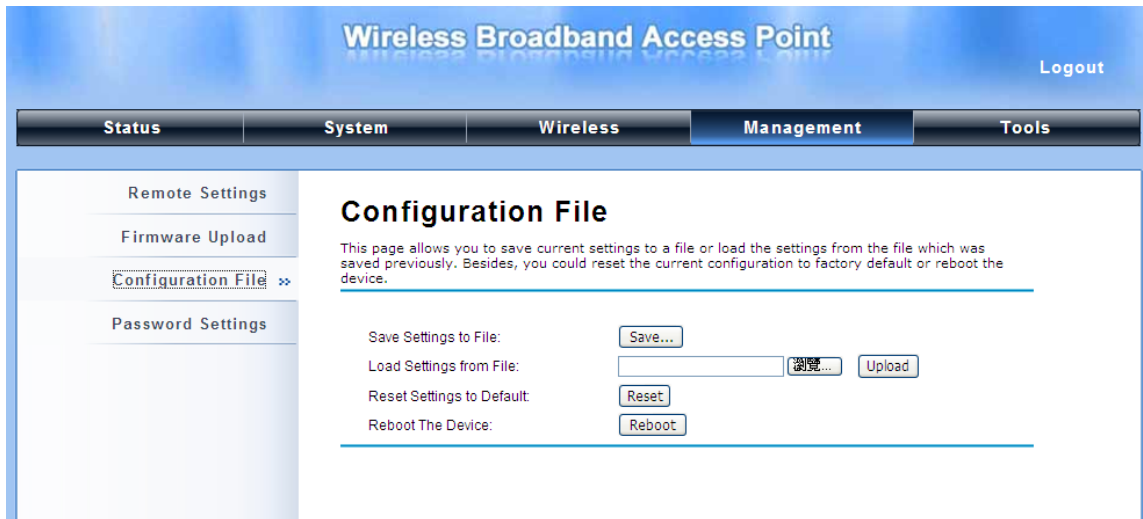 Wireless Broadband Access Point
Logout
Status System Wireless Management Tools
Remote Settings
Firmware Upload
Configuration File »
Password Settings
Configuration File
This page allows you to save current settings to a file or load the settings from the file which was
saved previously. Besides, you could reset the current configuration to factory default or reboot the
device.
Save Settings to File: Save...
Load Settings from File: 瀏覽... Upload
Reset Settings to Default: Reset
Reboot The Device: Reboot